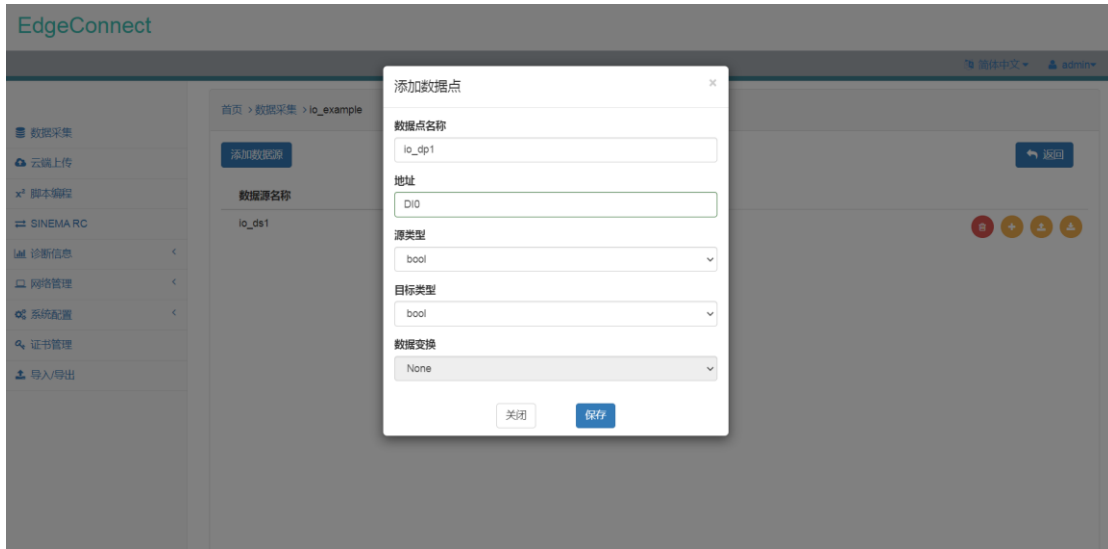 EdgeConnect
简体中文
admin
数据采集
云端上传
x² 脚本编程
SINEMA RC
诊断信息
网络管理
系统配置
证书管理
导入/导出
首页 >数据采集 >io_example
添加数据源
返回
数据源名称
io_ds1
添加数据点
×
数据点名称
io_dp1
地址
DI0
源类型
bool
目标类型
bool
数据变换
None
关闭
保存